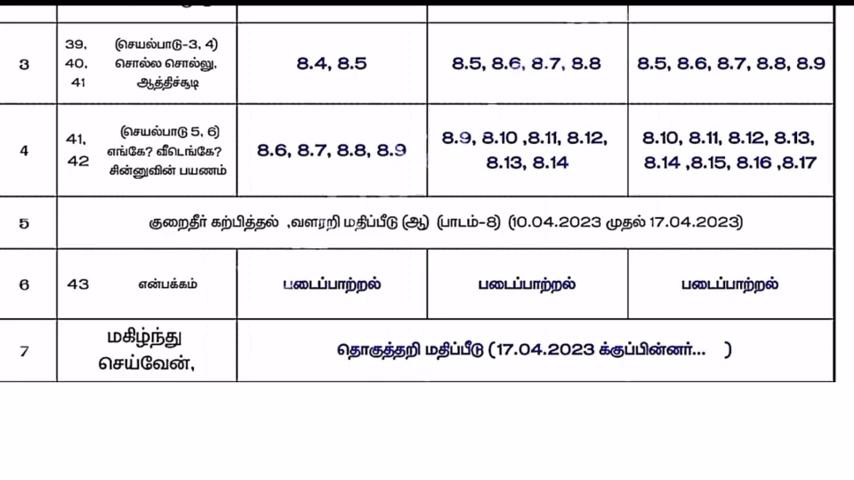 3
39,
40,
41
(செயல்பாடு-3, 4)
சொல்ல சொல்லு,
ஆத்திச்சூடி
8.4, 8.5
8.5, 8.6, 8.7, 8.8
8.5, 8.6, 8.7, 8.8, 8.9
4
41,
42
(செயல்பாடு 5, 6)
எங்கே? வீடெங்கே?
சின்னுவின் பயணம்
8.6, 8.7, 8.8, 8.9
8.9, 8.10 ,8.11, 8.12,
8.13, 8.14
8.10, 8.11, 8.12, 8.13,
8.14 ,8.15, 8.16 ,8.17
5
குறைதீர் கற்பித்தல் ,வளரறி மதிப்பீடு (ஆ) (பாடம்-8) (10.04.2023 முதல் 17.04.2023)
6
43
என்பக்கம்
படைப்பாற்றல்
படைப்பாற்றல்
படைப்பாற்றல்
7
மகிழ்ந்து
செய்வேன்,
தொகுத்தறி மதிப்பீடு (17.04.2023 க்குப்பின்னர்... )